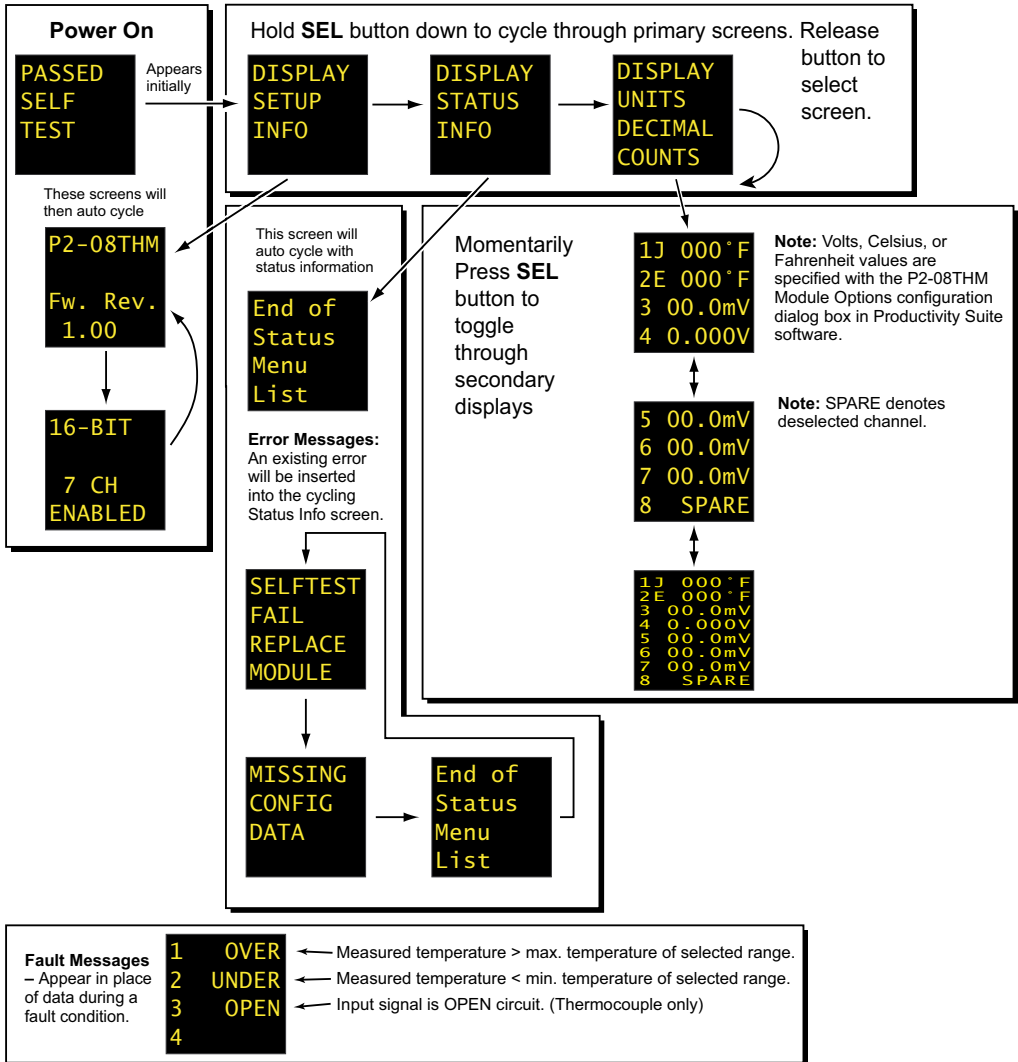 Power On
PASSED
SELF
TEST
Appears
initially
These screens will
then auto cycle
P2-08THM
Fw. Rev.
1.00
16-BIT
7 CH
ENABLED
Hold SEL button down to cycle through primary screens. Release
button to
select
screen.
DISPLAY
SETUP
INFO
DISPLAY
STATUS
INFO
DISPLAY
UNITS
DECIMAL
COUNTS
This screen will
auto cycle with
status information
End of
Status
Menu
List
Error Messages:
An existing error
will be inserted
into the cycling
Status Info screen.
SELFTEST
FAIL
REPLACE
MODULE
MISSING
CONFIG
DATA
End of
Status
Menu
List
Momentarily
Press SEL
button to
toggle
through
secondary
displays
1J 000°F
2E 000°F
3 00.0mV
4 0.000V
Note: Volts, Celsius, or
Fahrenheit values are
specified with the P2-08THM
Module Options configuration
dialog box in Productivity Suite
software.
5 00.0mV
6 00.0mV
7 00.0mV
8 SPARE
Note: SPARE denotes
deselected channel.
1J 000°F
2E 000°F
3 00.0mV
4 0.000V
5 00.0mV
6 00.0mV
7 00.0mV
8 SPARE
Fault Messages
– Appear in place
of data during a
fault condition.
1 OVER
2 UNDER
3 OPEN
4
Measured temperature > max. temperature of selected range.
Measured temperature < min. temperature of selected range.
Input signal is OPEN circuit. (Thermocouple only)